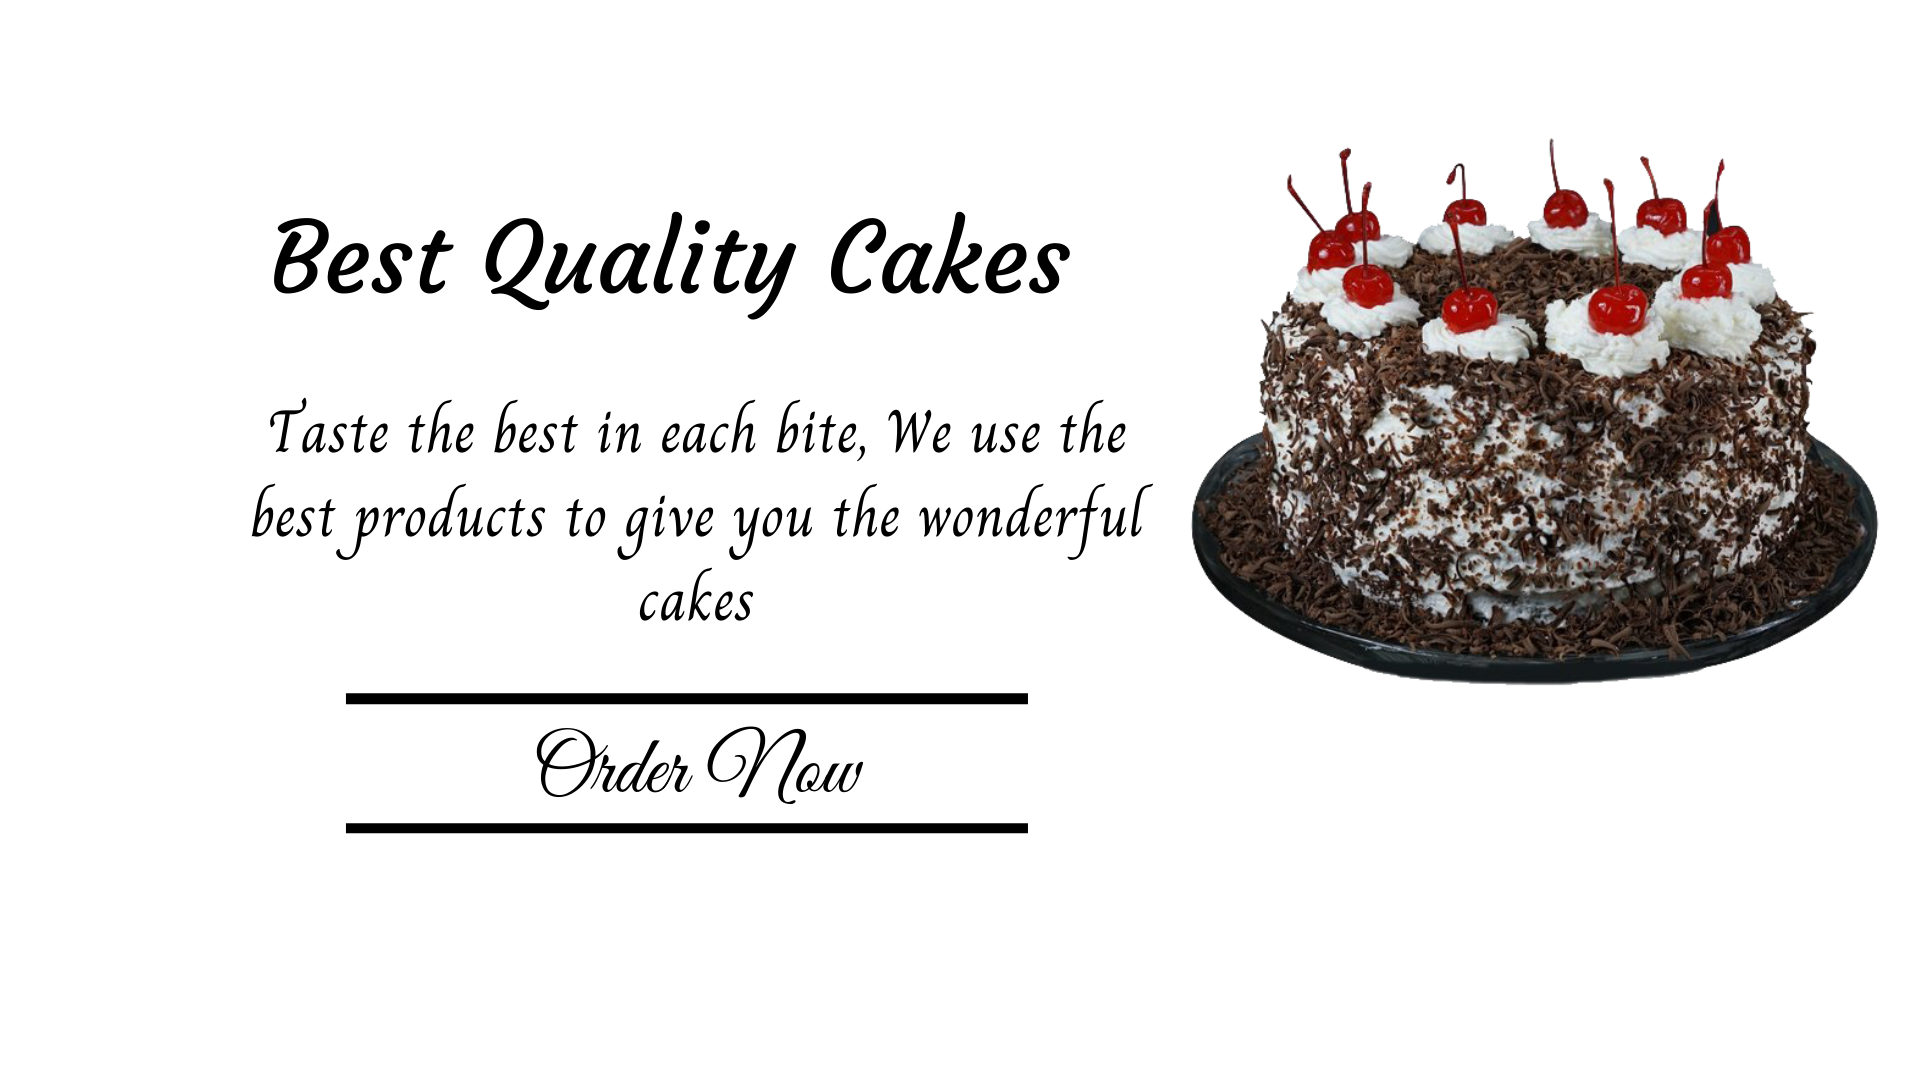 Best Quality Cakes
Taste the best in each bite, We use the
best products to give you the wonderful
cakes
Order Now